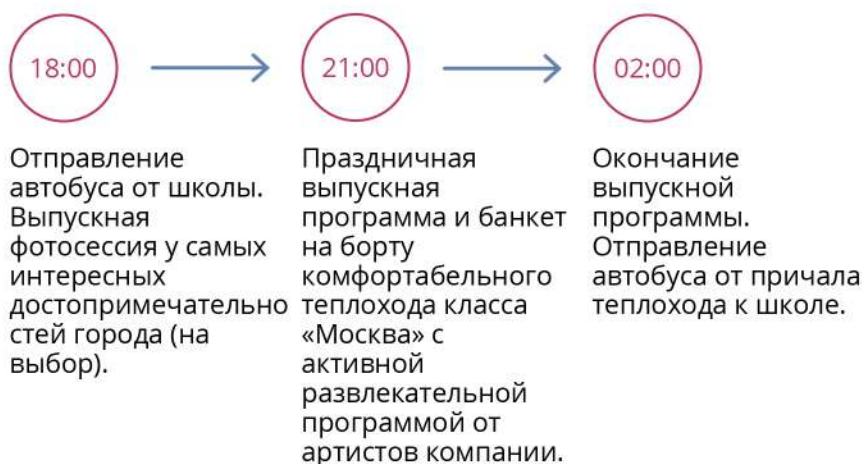 18:00
21:00
02:00
Отправление
автобуса от школы.
Выпускная
фотосессия у самых
интересных
достопримечательно
стей города (на
выбор).
Праздничная
выпускная
программа и банкет
на борту
комфортабельного
теплохода класса
«Москва» с
активной
развлекательной
программой от
артистов компании.
Окончание
выпускной
программы.
Отправление
автобуса от причала
теплохода к школе.